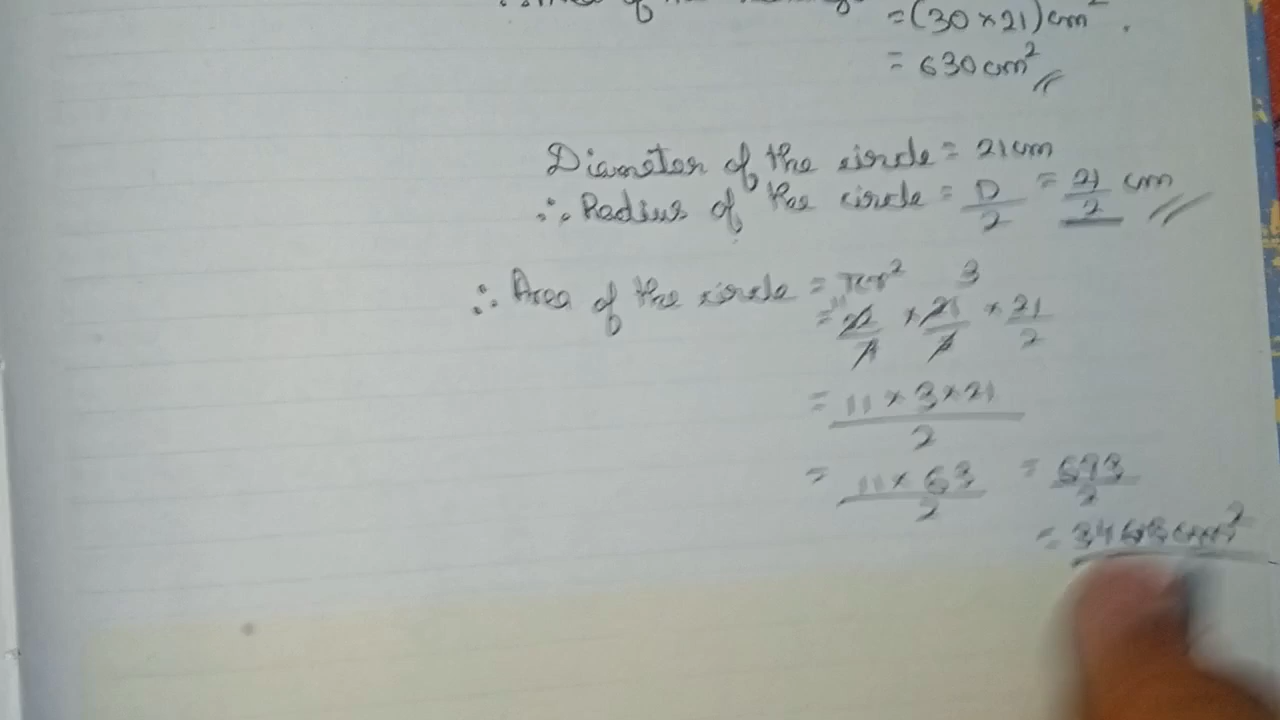 = (30 × 21) cm² .
= 630 cm²
Diameter of the circle = 21 cm
∴ Radius of the circle = D/2 = 21/2 cm
∴ Area of the circle = πr²
= 22/7 × 21/2 × 21/2
= 11 × 3 × 21 / 2
= 11 × 63 / 2 = 693/2